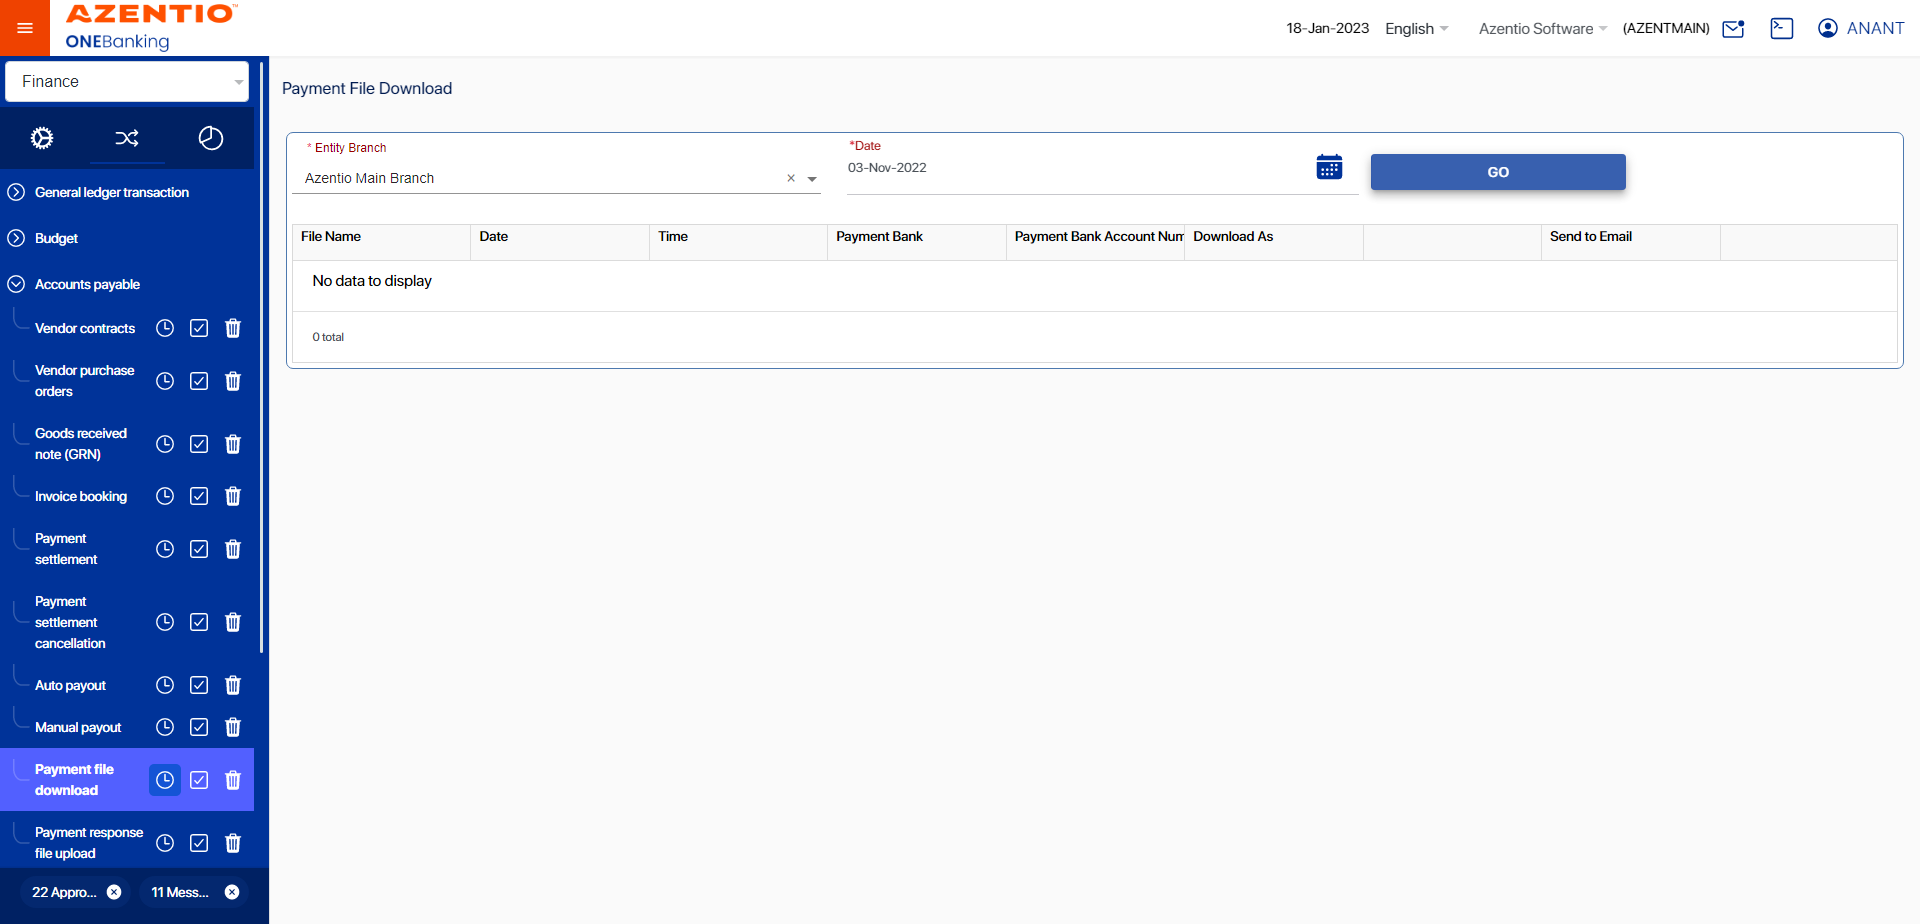 AZENTIO™
ONEBanking
18-Jan-2023 English Azentio Software (AZENTMAIN) ANANT
Finance
General ledger transaction
Budget
Accounts payable
Vendor contracts
Vendor purchase
orders
Goods received
note (GRN)
Invoice booking
Payment
settlement
Payment
settlement
cancellation
Auto payout
Manual payout
Payment file
download
Payment response
file upload
22 Appro... 11 Mess...
Payment File Download
* Entity Branch
Azentio Main Branch ×
*Date
03-Nov-2022
GO
File Name Date Time Payment Bank Payment Bank Account Num Download As Send to Email
No data to display
0 total